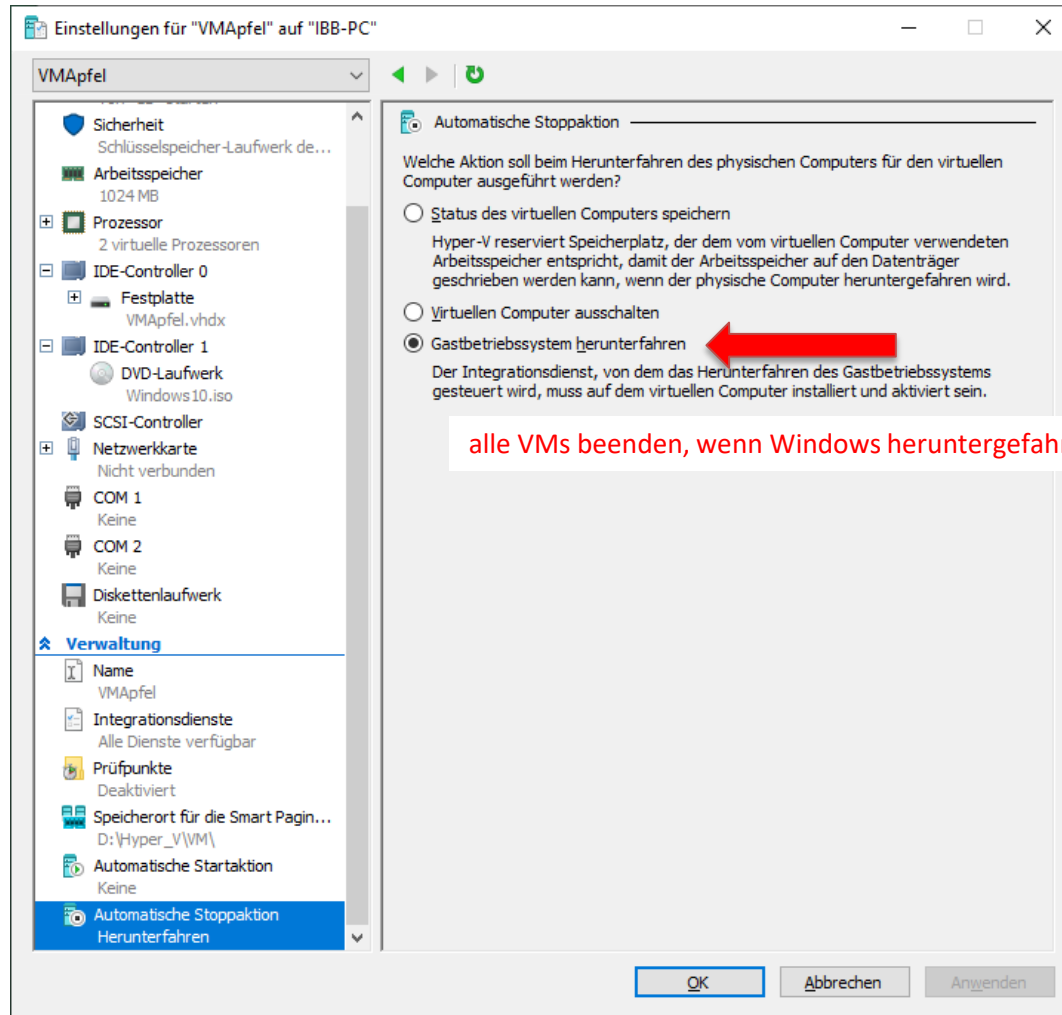 Einstellungen für "VMApfel" auf "IBB-PC"
VMApfel
Sicherheit
Schlüsselspeicher-Laufwerk de...
Arbeitsspeicher
1024 MB
Prozessor
2 virtuelle Prozessoren
IDE-Controller 0
Festplatte
VMApfel.vhdx
IDE-Controller 1
DVD-Laufwerk
Windows10.iso
SCSI-Controller
Netzwerkkarte
Nicht verbunden
COM 1
Keine
COM 2
Keine
Diskettenlaufwerk
Keine
Verwaltung
Name
VMApfel
Integrationsdienste
Alle Dienste verfügbar
Prüfpunkte
Deaktiviert
Speicherort für die Smart Pagin...
D:\Hyper_V\VM\
Automatische Startaktion
Keine
Automatische Stoppaktion
Herunterfahren
Automatische Stoppaktion
Welche Aktion soll beim Herunterfahren des physischen Computers für den virtuellen
Computer ausgeführt werden?
Status des virtuellen Computers speichern
Hyper-V reserviert Speicherplatz, der dem vom virtuellen Computer verwendeten
Arbeitsspeicher entspricht, damit der Arbeitsspeicher auf den Datenträger
geschrieben werden kann, wenn der physische Computer heruntergefahren wird.
Virtuellen Computer ausschalten
Gastbetriebssystem herunterfahren
Der Integrationsdienst, von dem das Herunterfahren des Gastbetriebssystems
gesteuert wird, muss auf dem virtuellen Computer installiert und aktiviert sein.
alle VMs beenden, wenn Windows heruntergefah
OK
Abbrechen
Anwenden